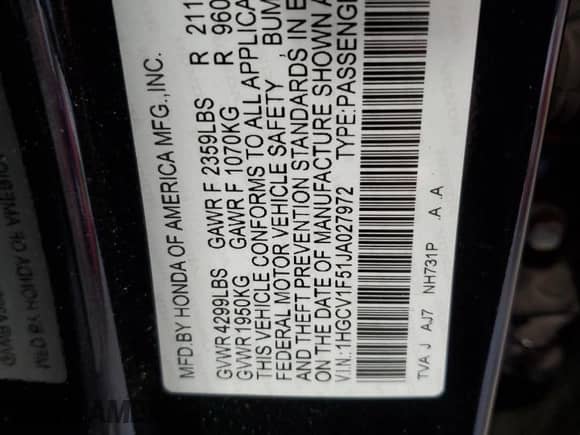 MFD.BY HONDA OF AMERICA MFG.,INC.
GVWR 4299LBS GAWR F 2359LBS R 211
GVWR 1950KG GAWR F 1070KG R 960
THIS VEHICLE CONFORMS TO ALL APPLICA
FEDERAL MOTOR VEHICLE SAFETY , BUM
AND THEFT PREVENTION STANDARDS IN E
ON THE DATE OF MANUFACTURE SHOWN A
V.I.N.:1HGCV1F51JA027972 TYPE:PASSENGE
TVA J AJ7 NH731P .A .A